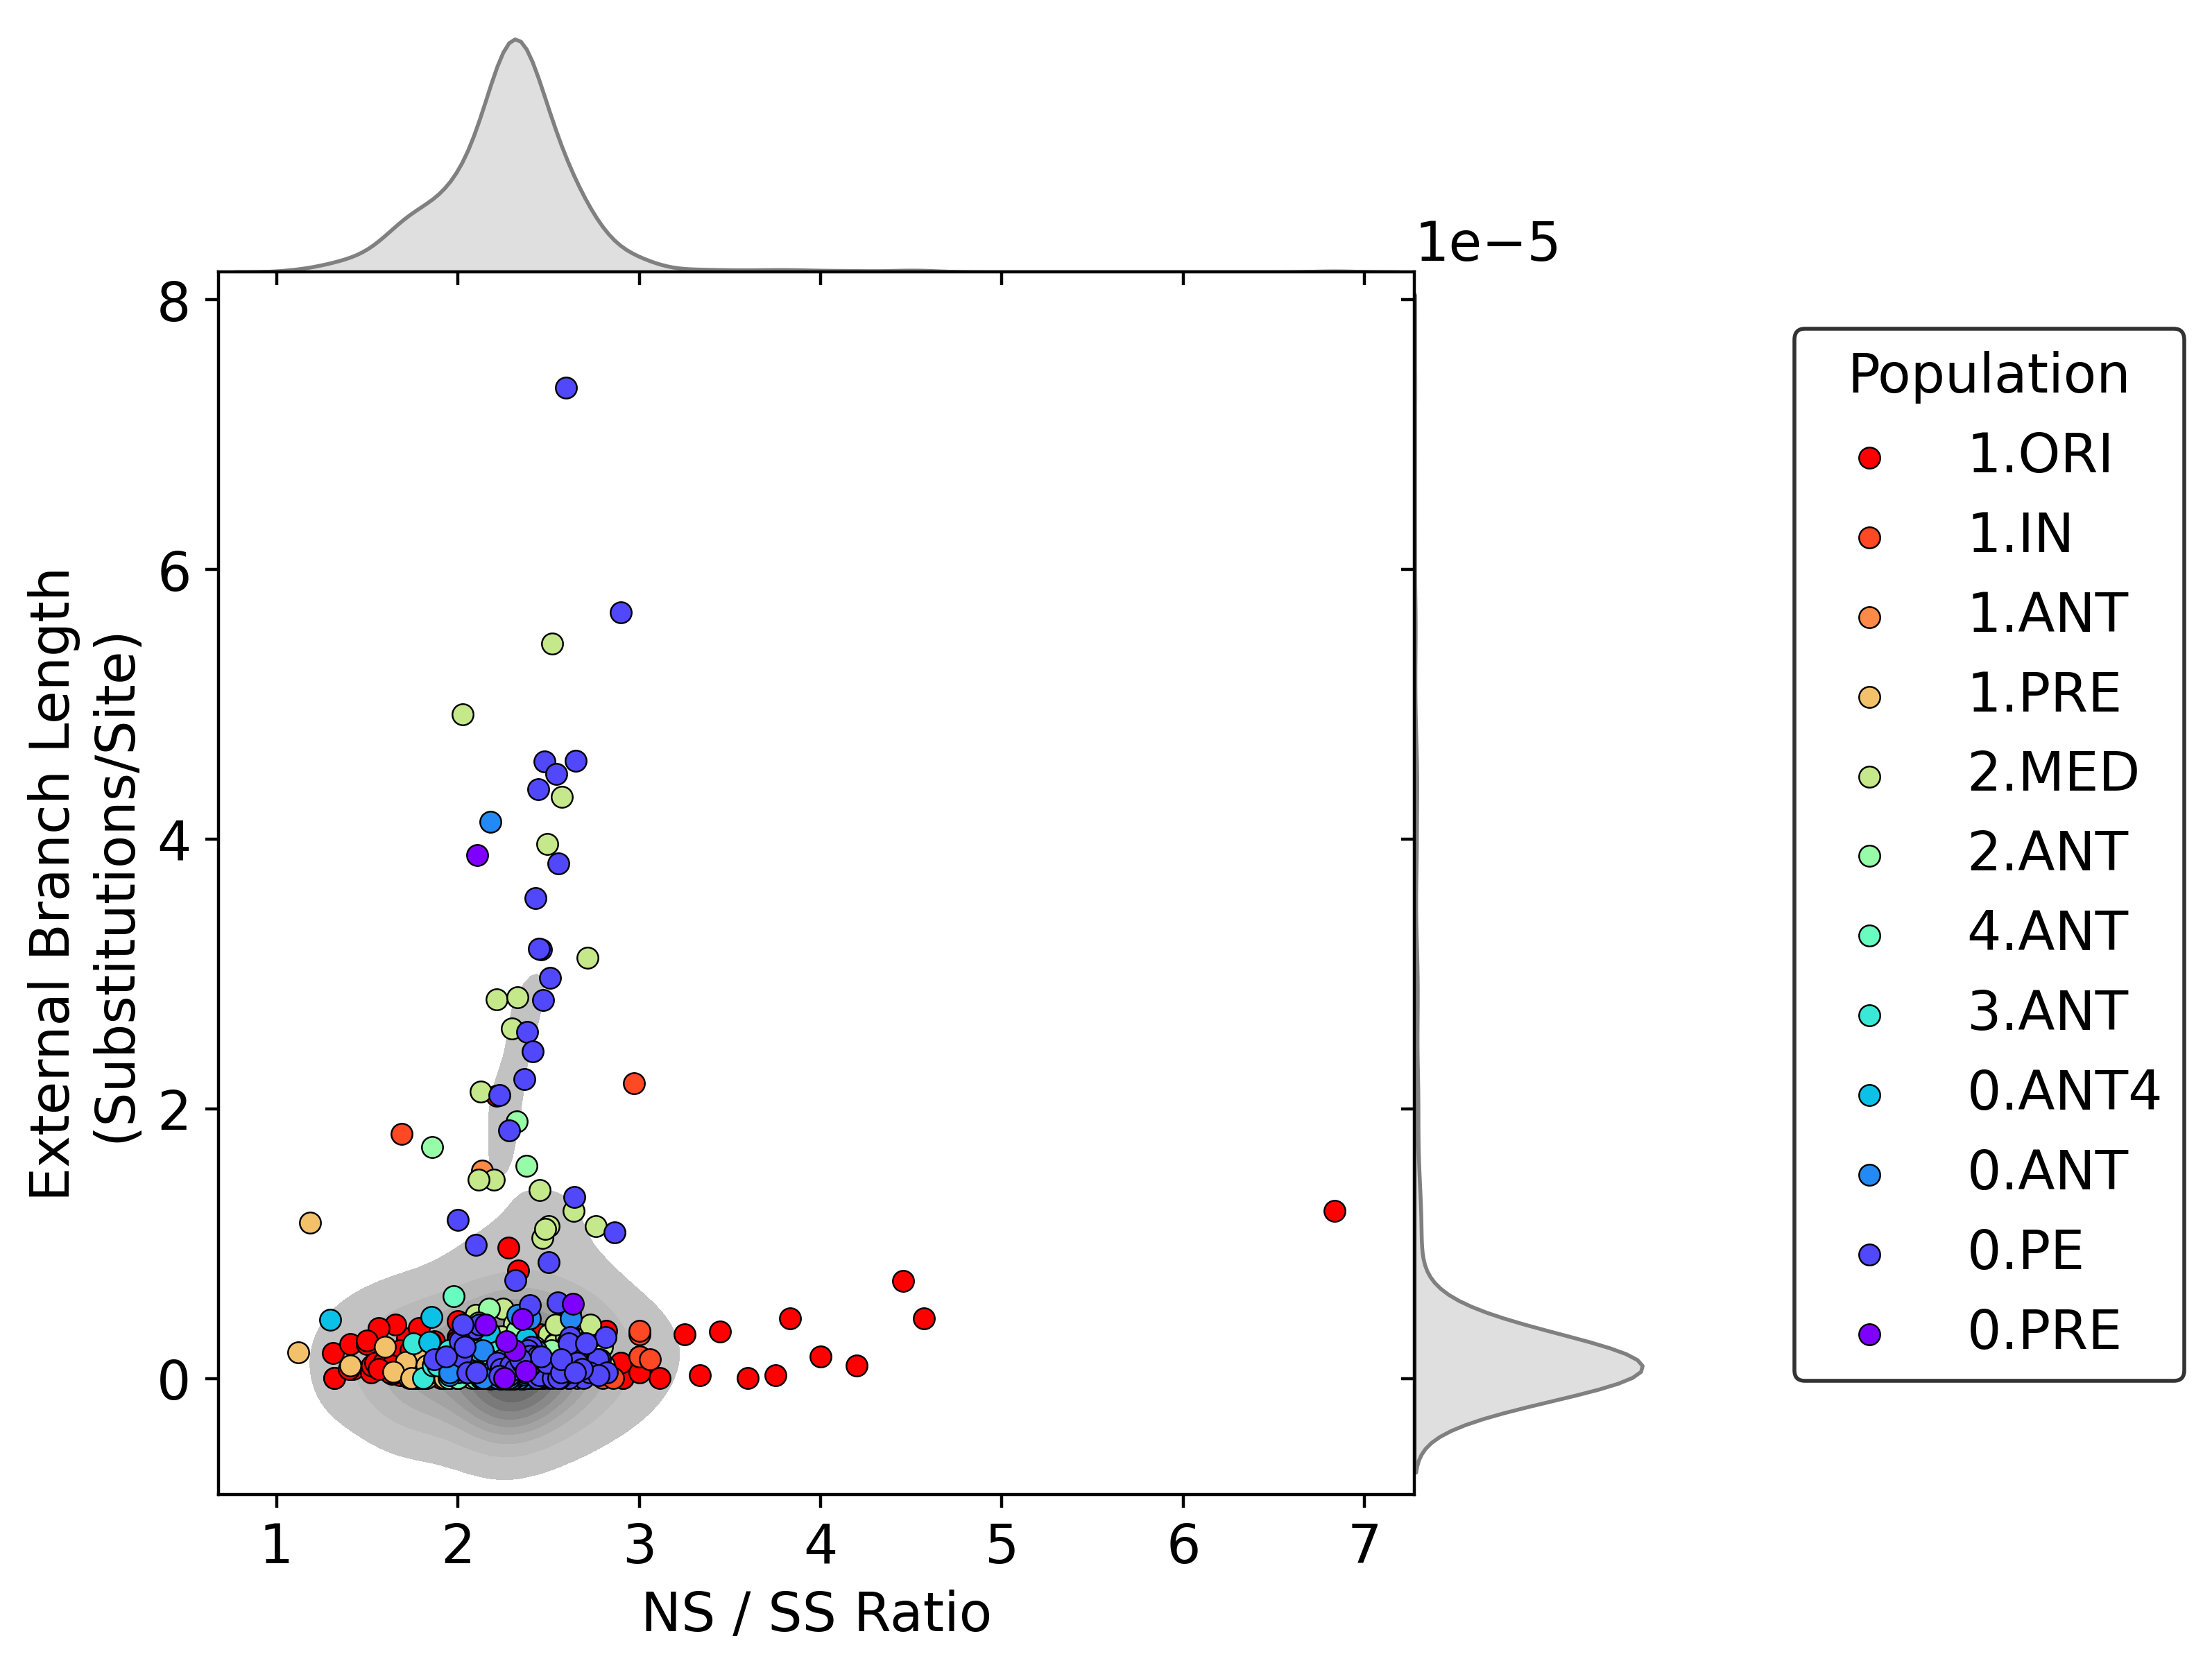 1e−5
8
6
4
2
0
External Branch Length
(Substitutions/Site)
1 2 3 4 5 6 7
NS / SS Ratio
Population
1.ORI
1.IN
1.ANT
1.PRE
2.MED
2.ANT
4.ANT
3.ANT
0.ANT4
0.ANT
0.PE
0.PRE